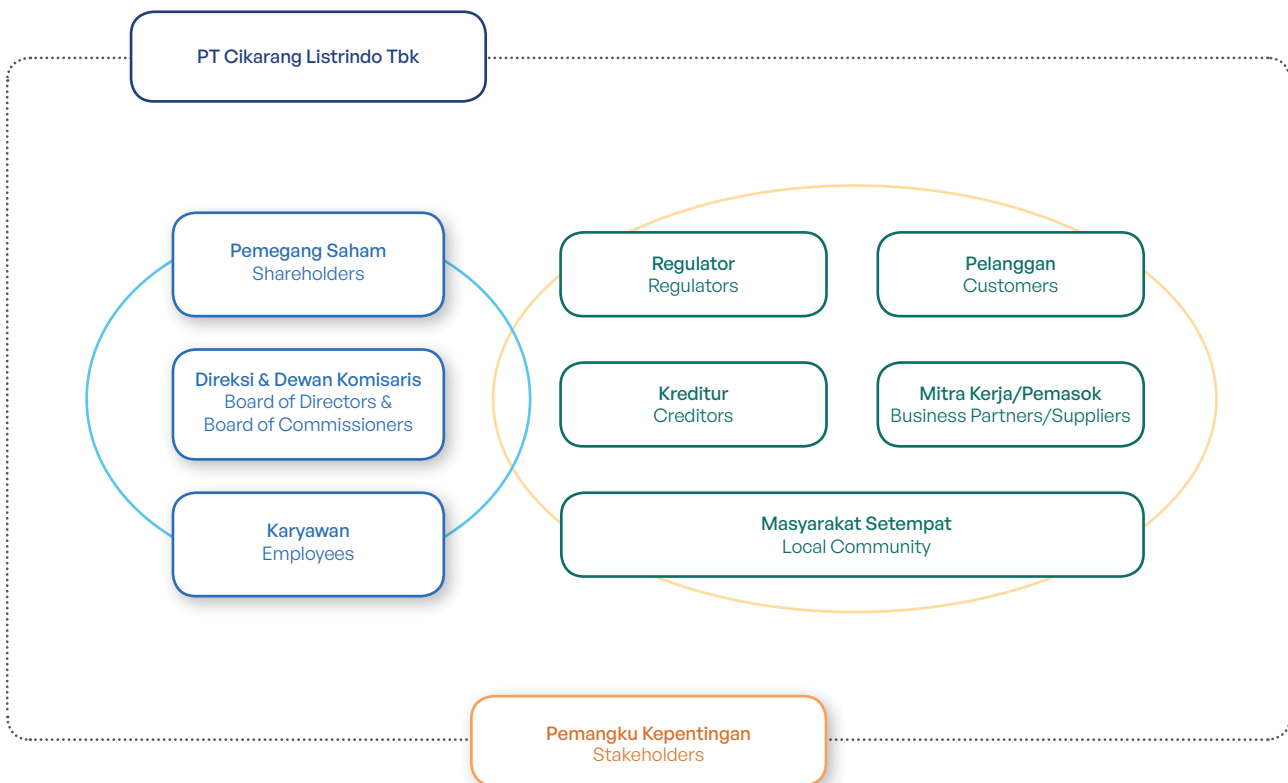 PT Cikarang Listrindo Tbk
Pemegang Saham
Shareholders
Direksi & Dewan Komisaris
Board of Directors &
Board of Commissioners
Karyawan
Employees
Regulator
Regulators
Pelanggan
Customers
Kreditur
Creditors
Mitra Kerja/Pemasok
Business Partners/Suppliers
Masyarakat Setempat
Local Community
Pemangku Kepentingan
Stakeholders